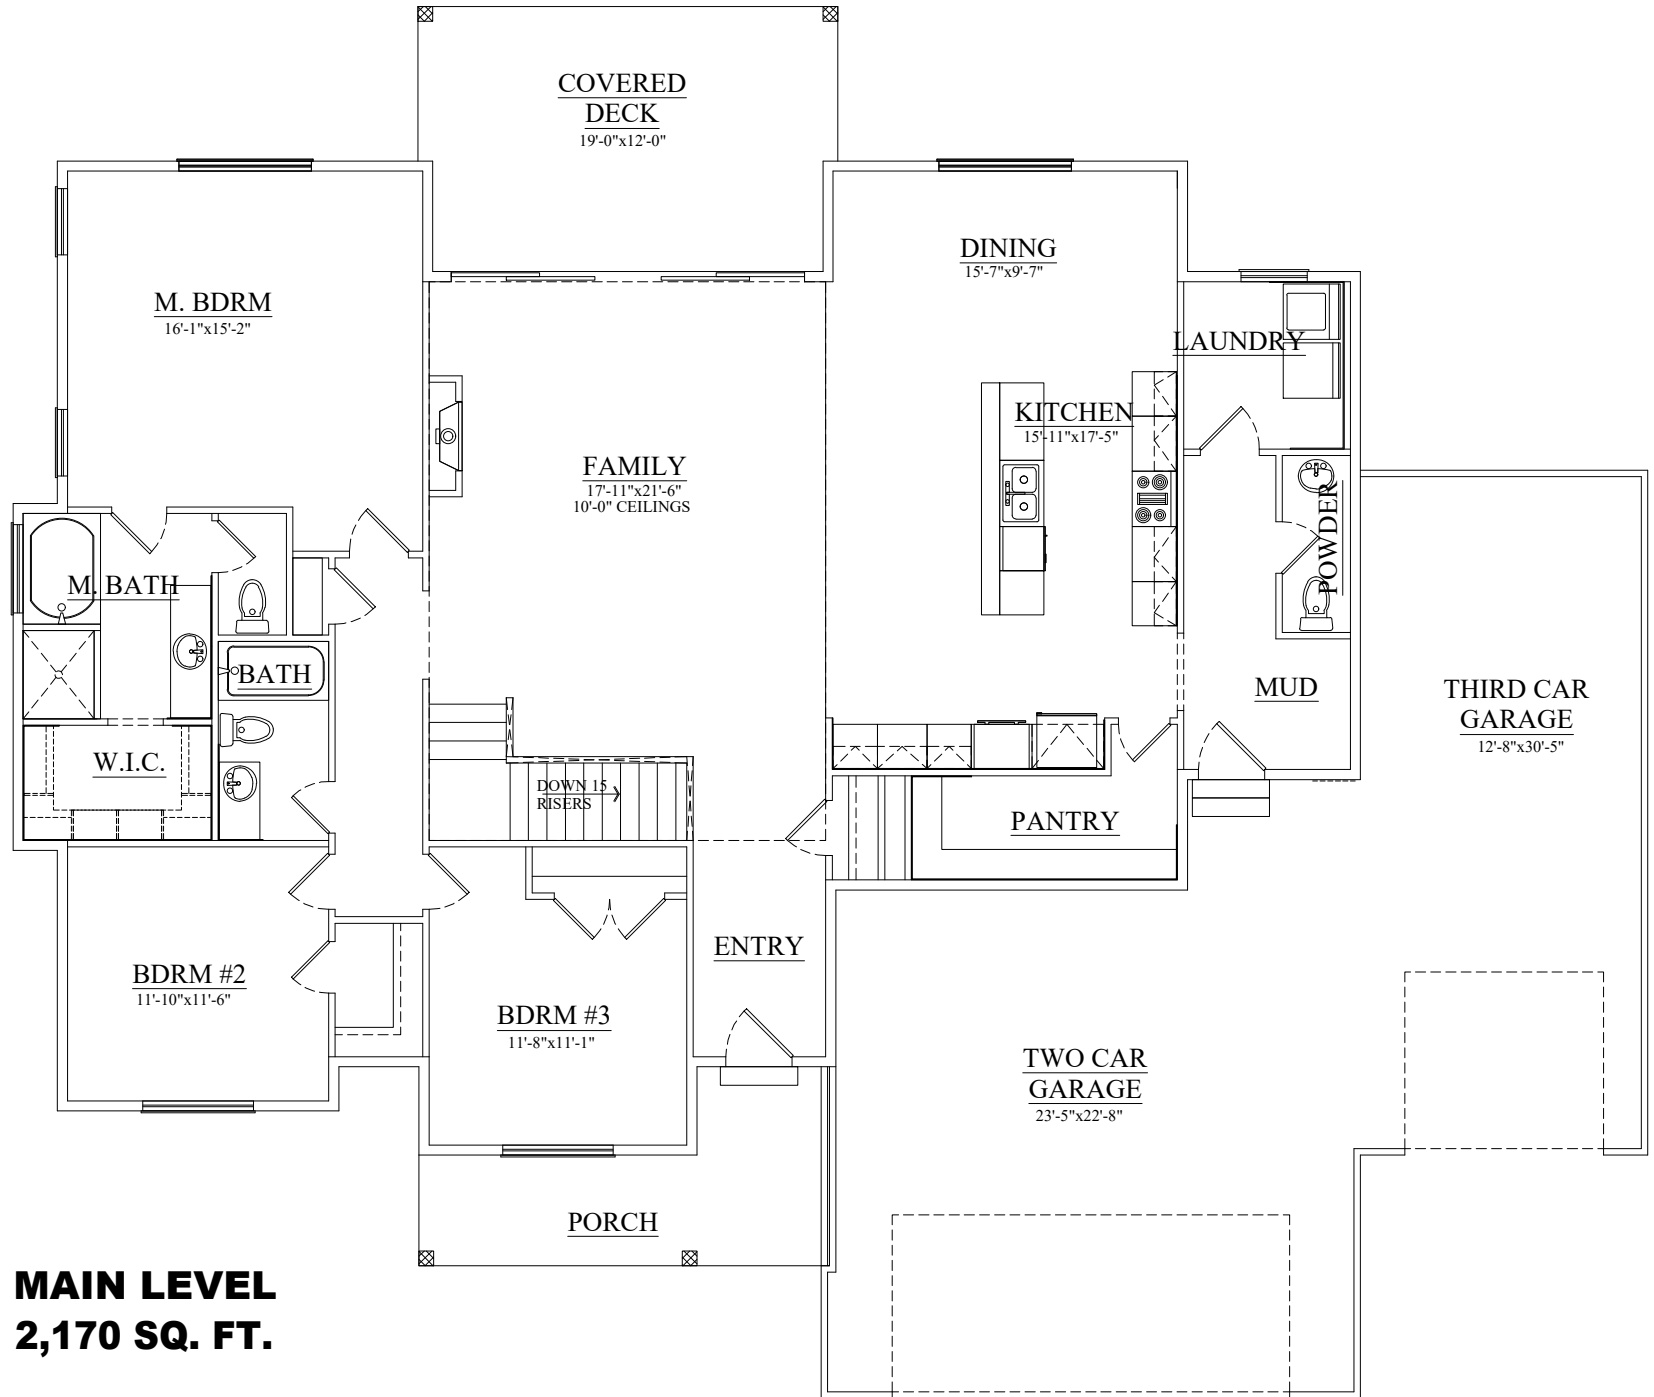 COVERED
DECK
19'-0"x12'-0"
DINING
15'-7"x9'-7"
M. BDRM
16'-1"x15'-2"
LAUNDRY
KITCHEN
15'-11"x17'-5"
FAMILY
17'-11"x21'-6"
10'-0" CEILINGS
POWDER
M. BATH
BATH
MUD
THIRD CAR
GARAGE
12'-8"x30'-5"
W.I.C.
DOWN 15
RISERS
PANTRY
ENTRY
BDRM #2
11'-10"x11'-6"
BDRM #3
11'-8"x11'-1"
TWO CAR
GARAGE
23'-5"x22'-8"
PORCH
MAIN LEVEL
2,170 SQ. FT.